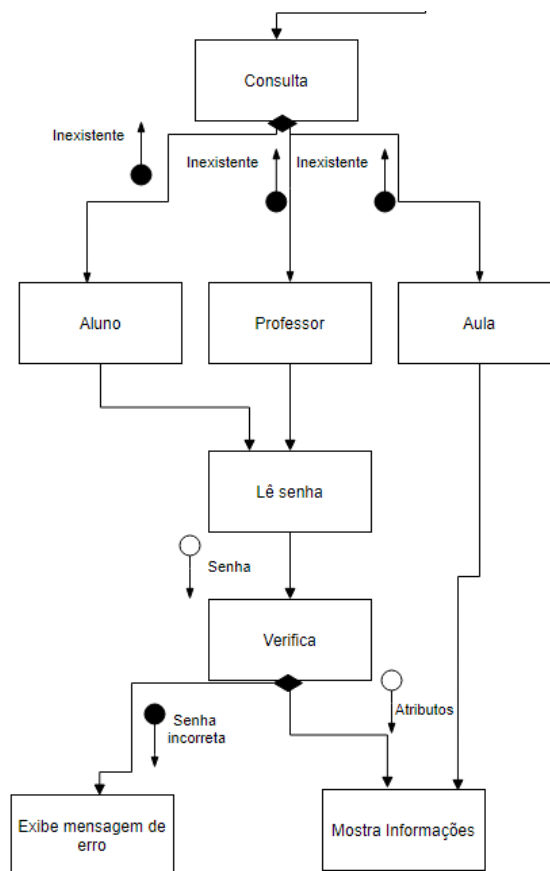 Consulta
Inexistente
Inexistente
Inexistente
Aluno
Professor
Aula
Lê senha
Senha
Verifica
Atributos
Senha
incorreta
Exibe mensagem de
erro
Mostra Informações